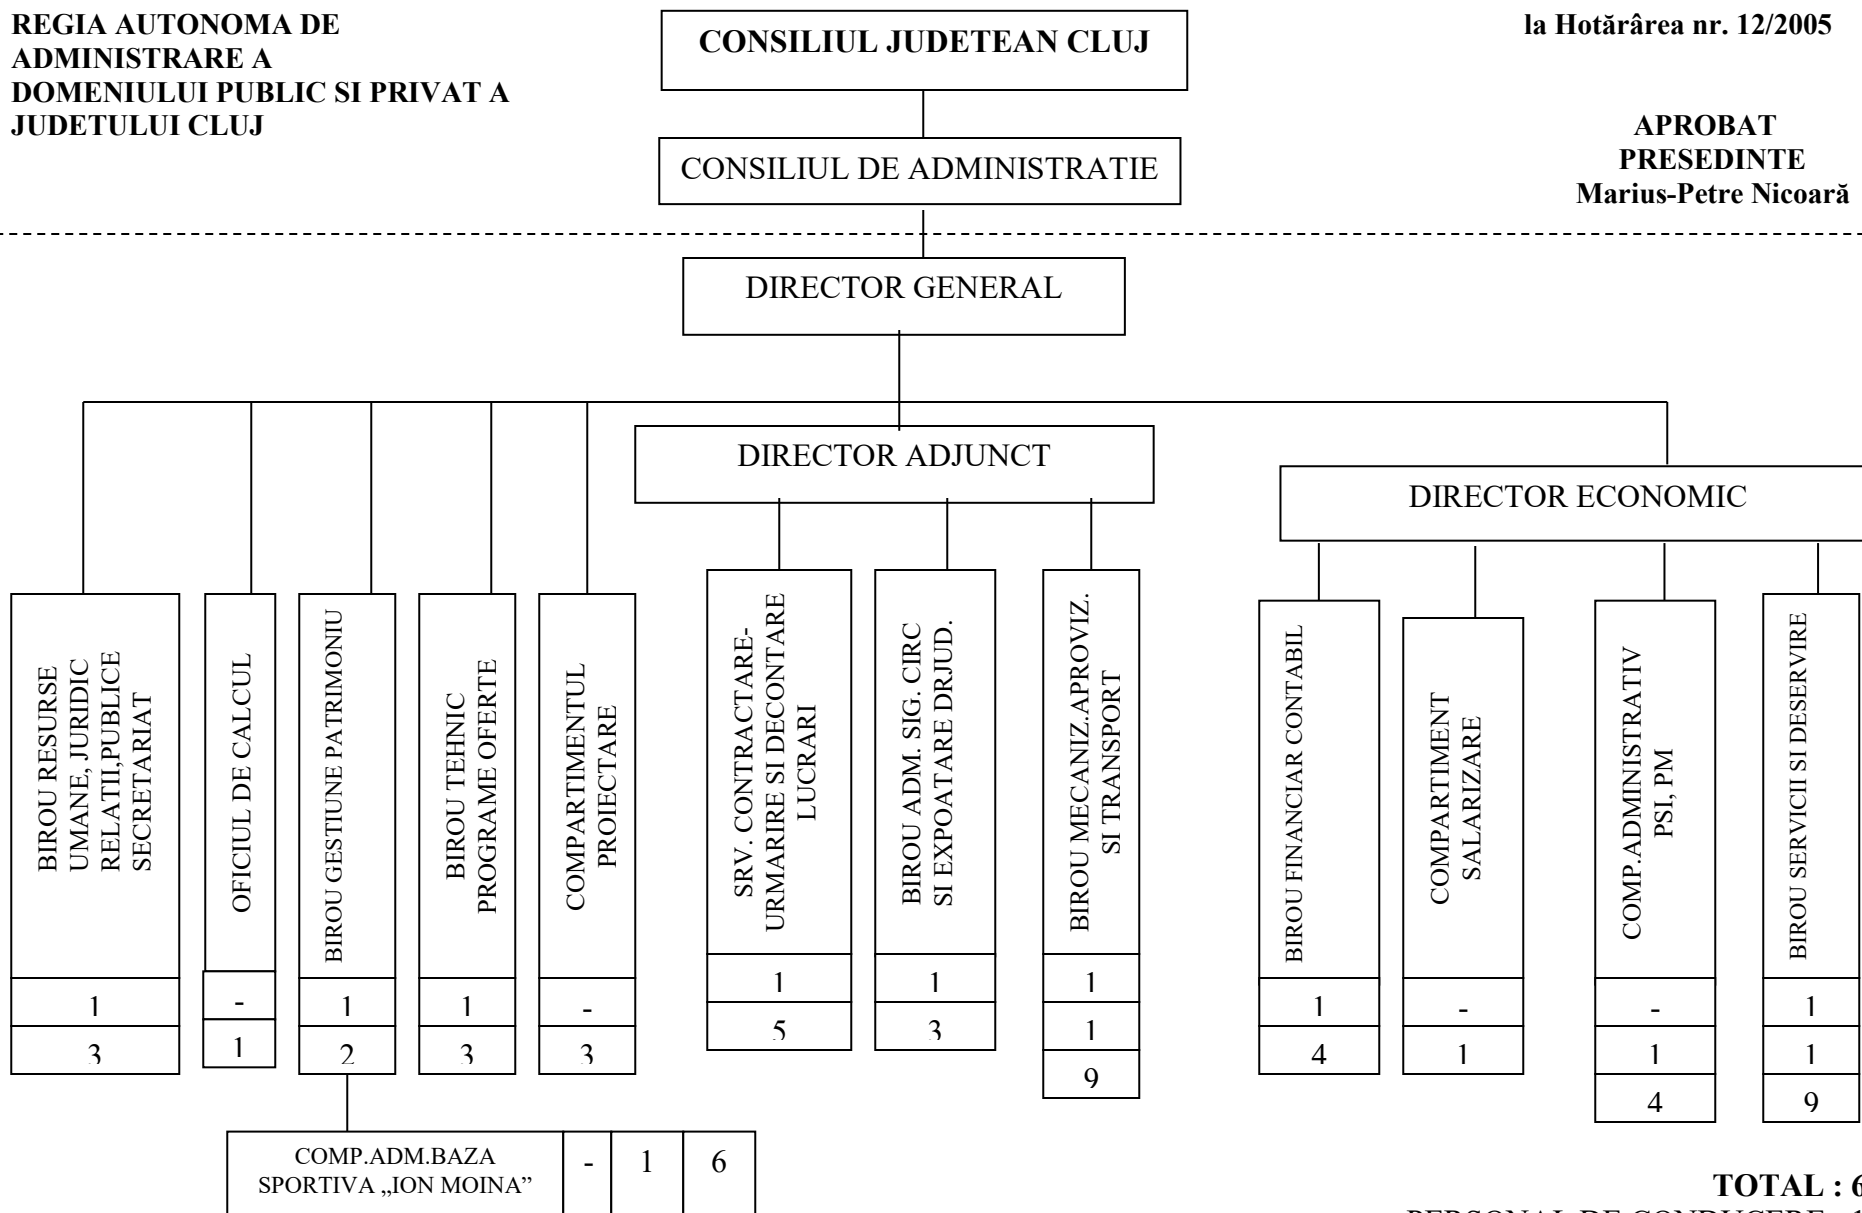 REGIA AUTONOMA DE
ADMINISTRARE A
DOMENIULUI PUBLIC SI PRIVAT A
JUDETULUI CLUJ
CONSILIUL JUDETEAN CLUJ
la Hotărârea nr. 12/2005
APROBAT
PRESEDINTE
Marius-Petre Nicoară
CONSILIUL DE ADMINISTRATIE
DIRECTOR GENERAL
DIRECTOR ADJUNCT
DIRECTOR ECONOMIC
BIROU RESURSE
UMANE, JURIDIC
RELATII,PUBLICE
SECRETARIAT
1
3
OFICIUL DE CALCUL
-
1
BIROU GESTIUNE PATRIMONIU
1
2
BIROU TEHNIC
PROGRAME OFERTE
1
3
COMPARTIMENTUL
PROIECTARE
-
3
SRV. CONTRACTARE-
URMARIRE SI DECONTARE
LUCRARI
1
5
BIROU ADM. SIG. CIRC
SI EXPOATARE DRJUD.
1
3
BIROU MECANIZ.APROVIZ.
SI TRANSPORT
1
1
9
BIROU FINANCIAR CONTABIL
1
4
COMPARTIMENT
SALARIZARE
-
1
COMP.ADMINISTRATIV
PSI, PM
-
1
4
BIROU SERVICII SI DESERVIRE
1
1
9
COMP.ADM.BAZA
SPORTIVA „ION MOINA”
- 1 6
TOTAL : 6
PERSONAL DE CONDUCERE